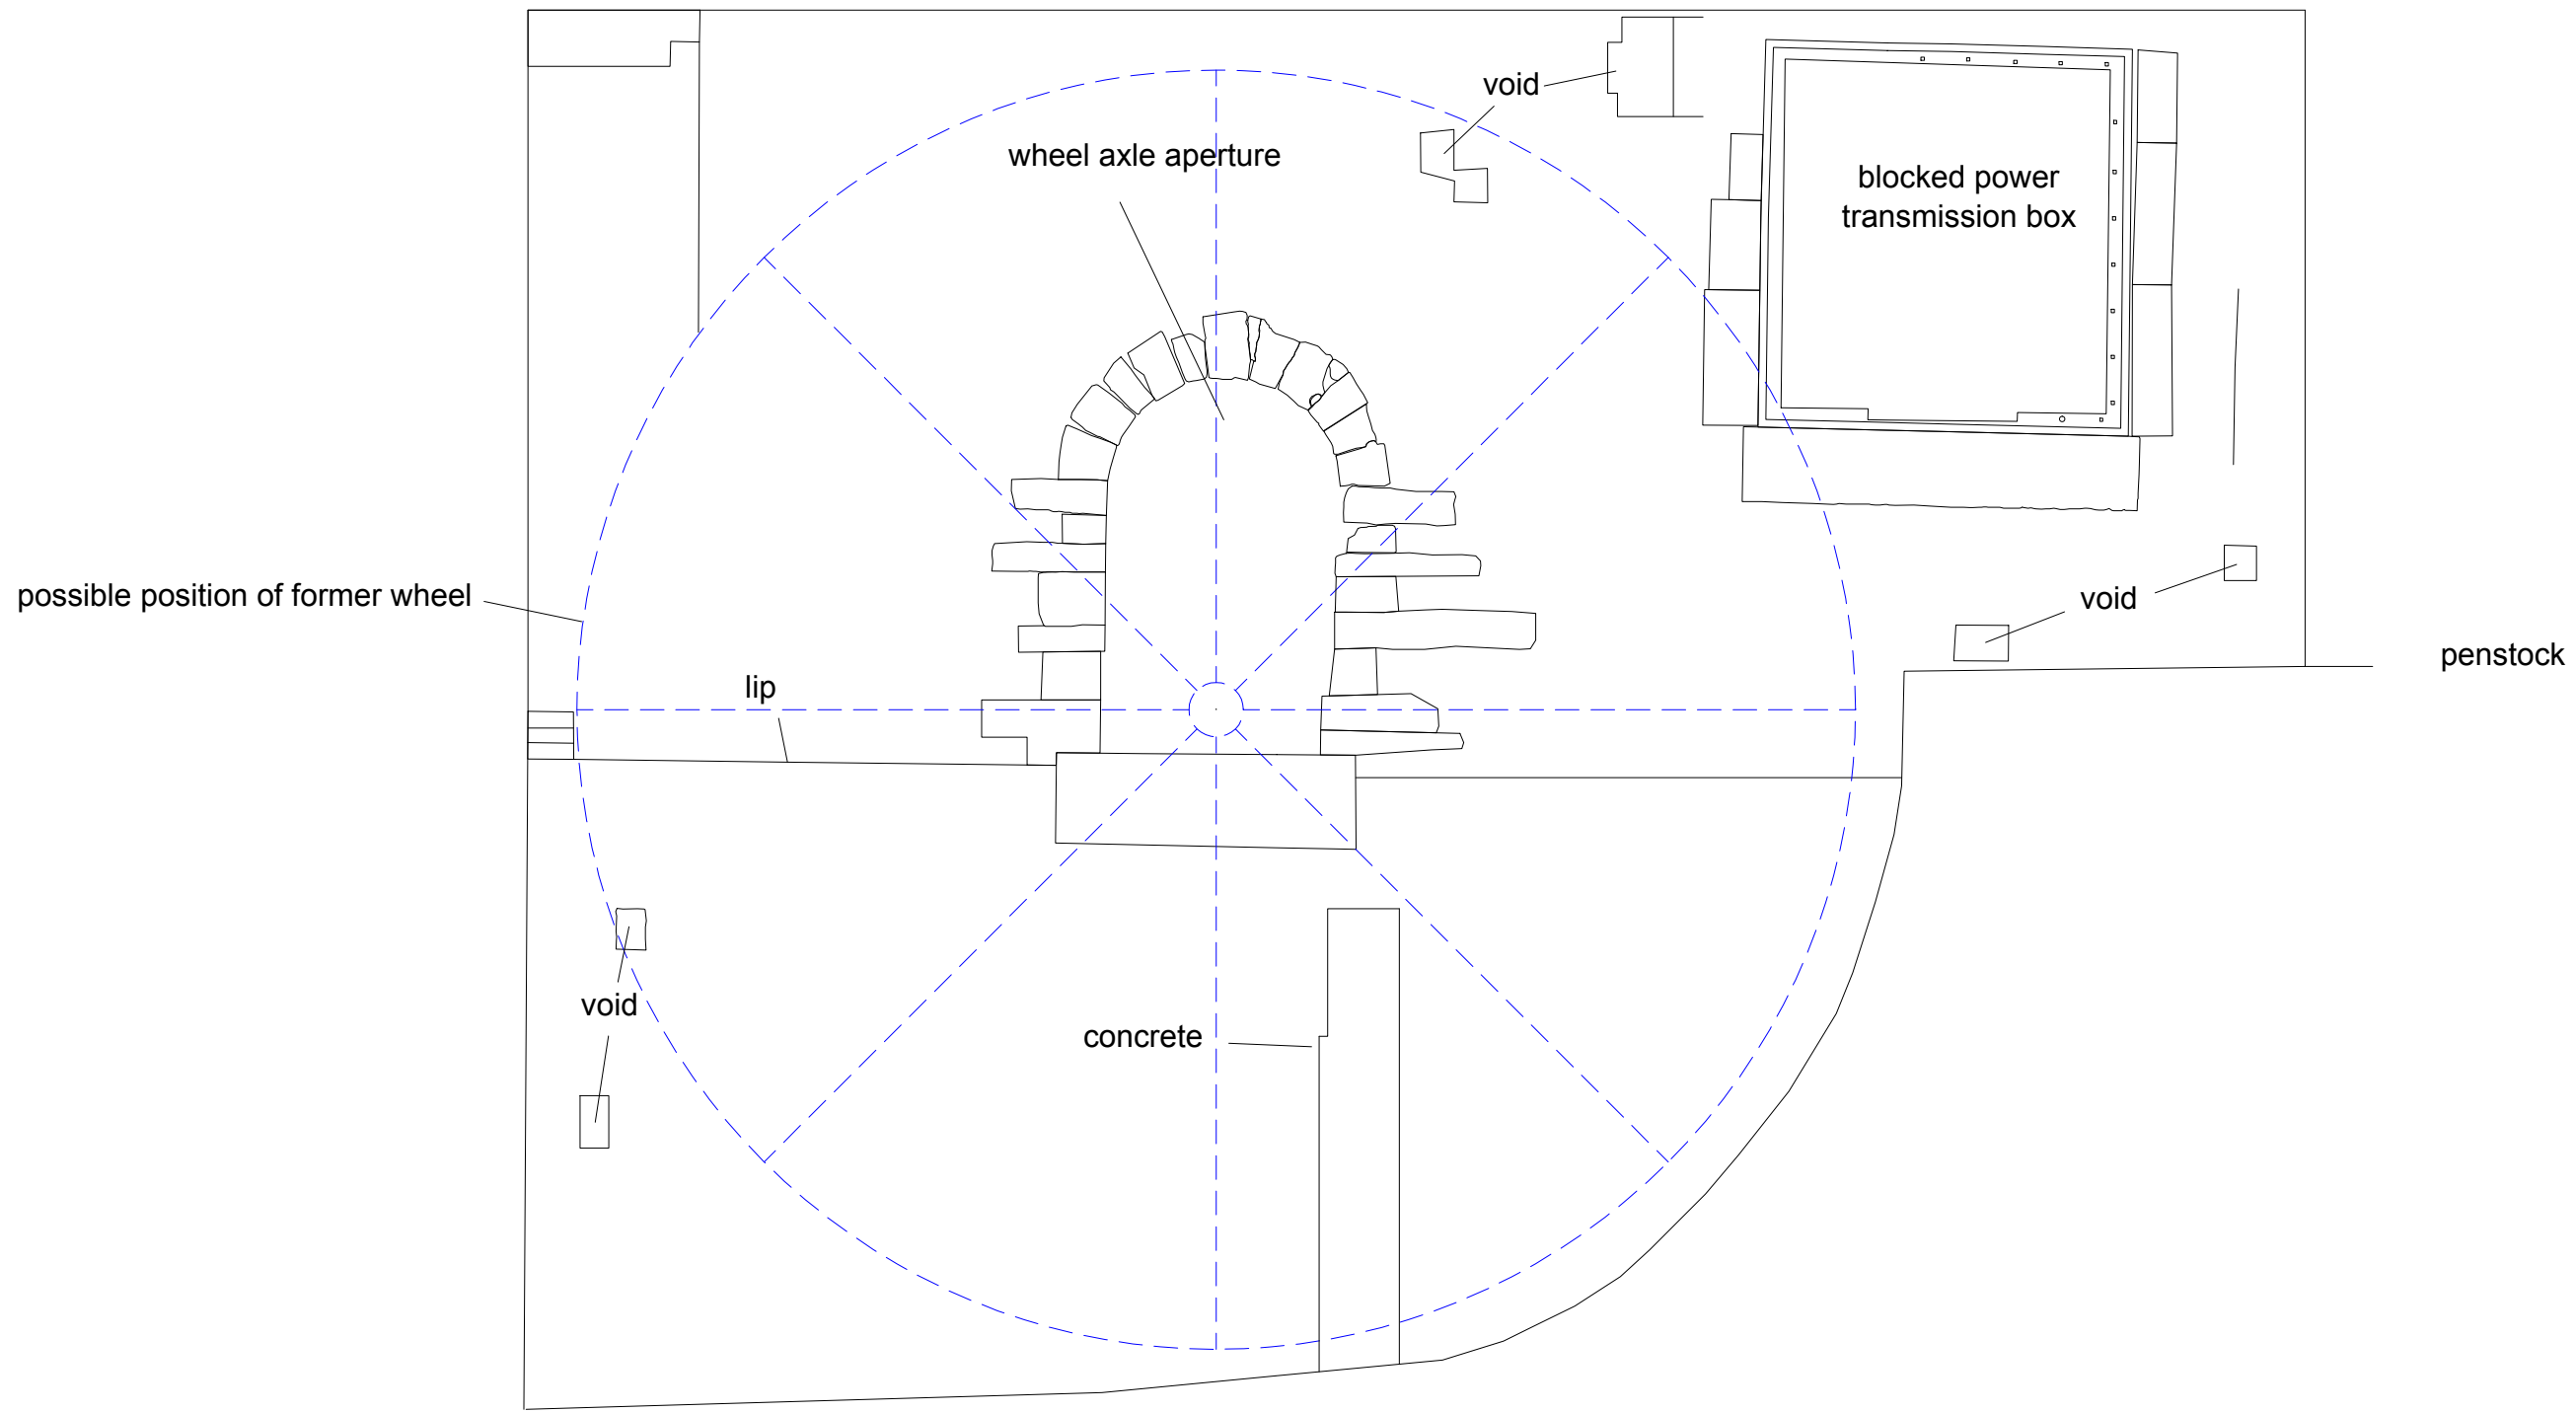 void
wheel axle aperture
blocked power
transmission box
possible position of former wheel
void
penstock
lip
void
concrete